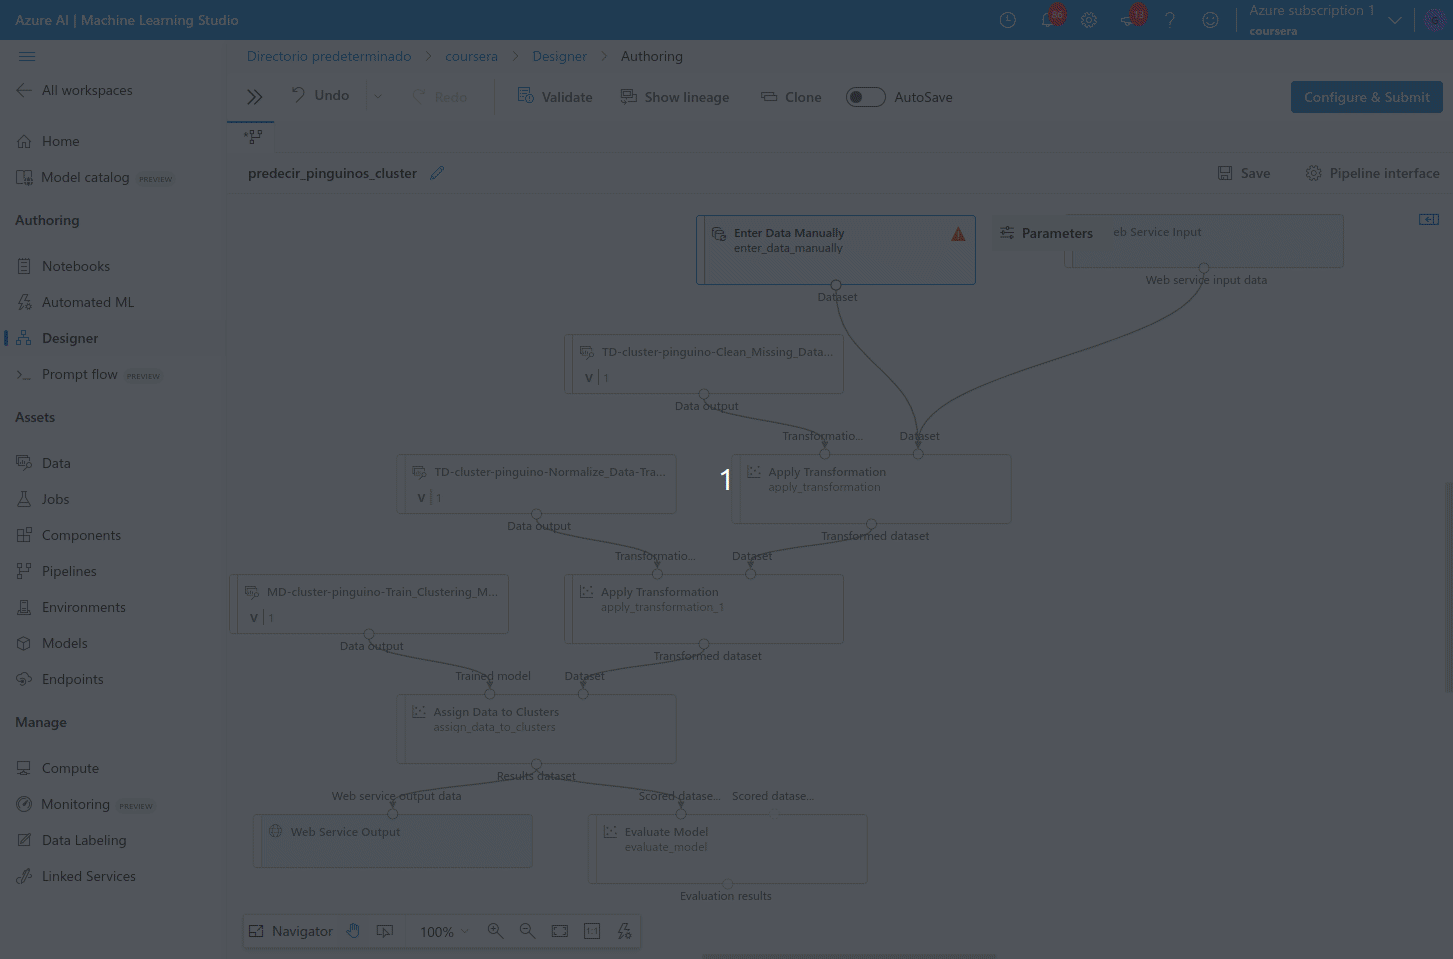 Azure AI | Machine Learning Studio
86
13
Azure subscription 1
coursera
All workspaces
Home
Model catalog PREVIEW
Authoring
Notebooks
Automated ML
Designer
Prompt flow PREVIEW
Assets
Data
Jobs
Components
Pipelines
Environments
Models
Endpoints
Manage
Compute
Monitoring PREVIEW
Data Labeling
Linked Services
Directorio predeterminado > coursera > Designer > Authoring
Undo
Redo
Validate
Show lineage
Clone
AutoSave
Configure & Submit
predecir_pinguinos_cluster
Save
Pipeline interface
Enter Data Manually
enter_data_manually
Dataset
Parameters
eb Service Input
Web service input data
TD-cluster-pinguino-Clean_Missing_Data...
V | 1
Data output
Transformatio...
Dataset
TD-cluster-pinguino-Normalize_Data-Tra...
V | 1
Data output
1
Apply Transformation
apply_transformation
Transformed dataset
Transformatio...
Dataset
MD-cluster-pinguino-Train_Clustering_M...
V | 1
Data output
Apply Transformation
apply_transformation_1
Transformed dataset
Trained model
Dataset
Assign Data to Clusters
assign_data_to_clusters
Results dataset
Web service output data
Scored datase...
Scored datase...
Web Service Output
Evaluate Model
evaluate_model
Evaluation results
Navigator
100%
1:1